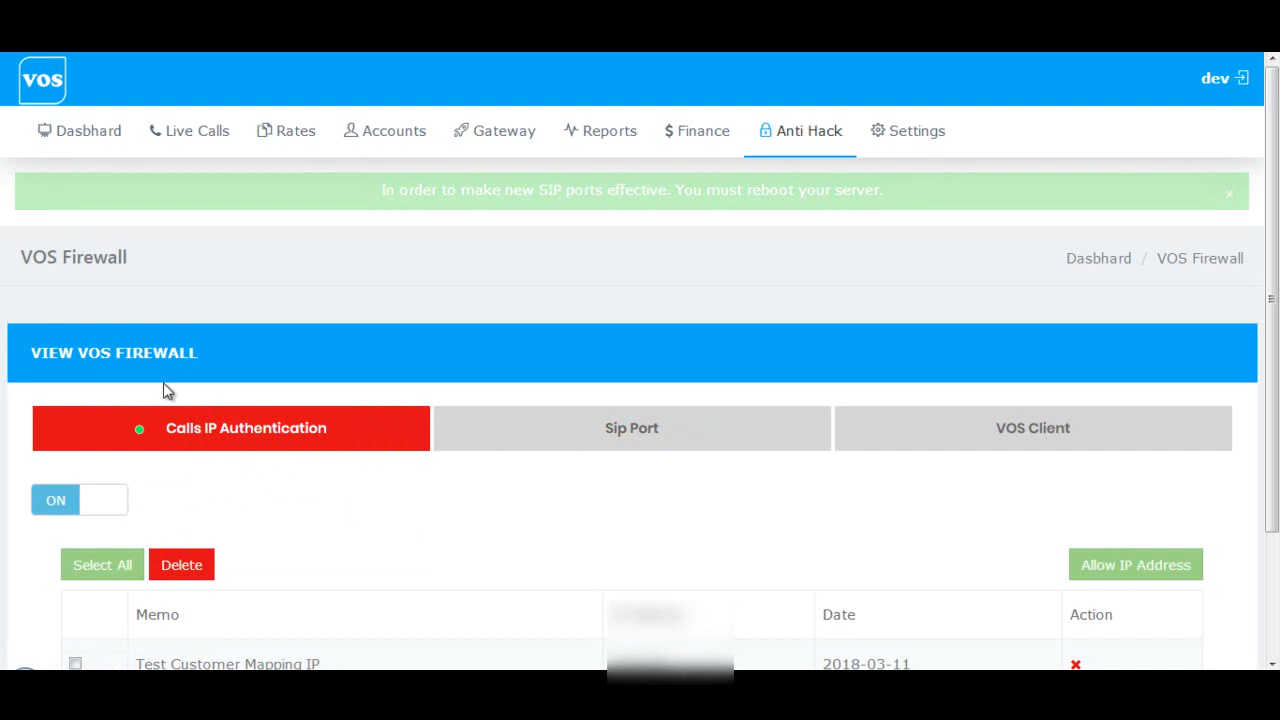 vos
dev
Dasbhard Live Calls Rates Accounts Gateway Reports $ Finance Anti Hack Settings
In order to make new SIP ports effective. You must reboot your server. ×
VOS Firewall
Dasbhard / VOS Firewall
VIEW VOS FIREWALL
Calls IP Authentication Sip Port VOS Client
ON
Select All Delete Allow IP Address
Memo Date Action
Test Customer Mapping IP 2018-03-11